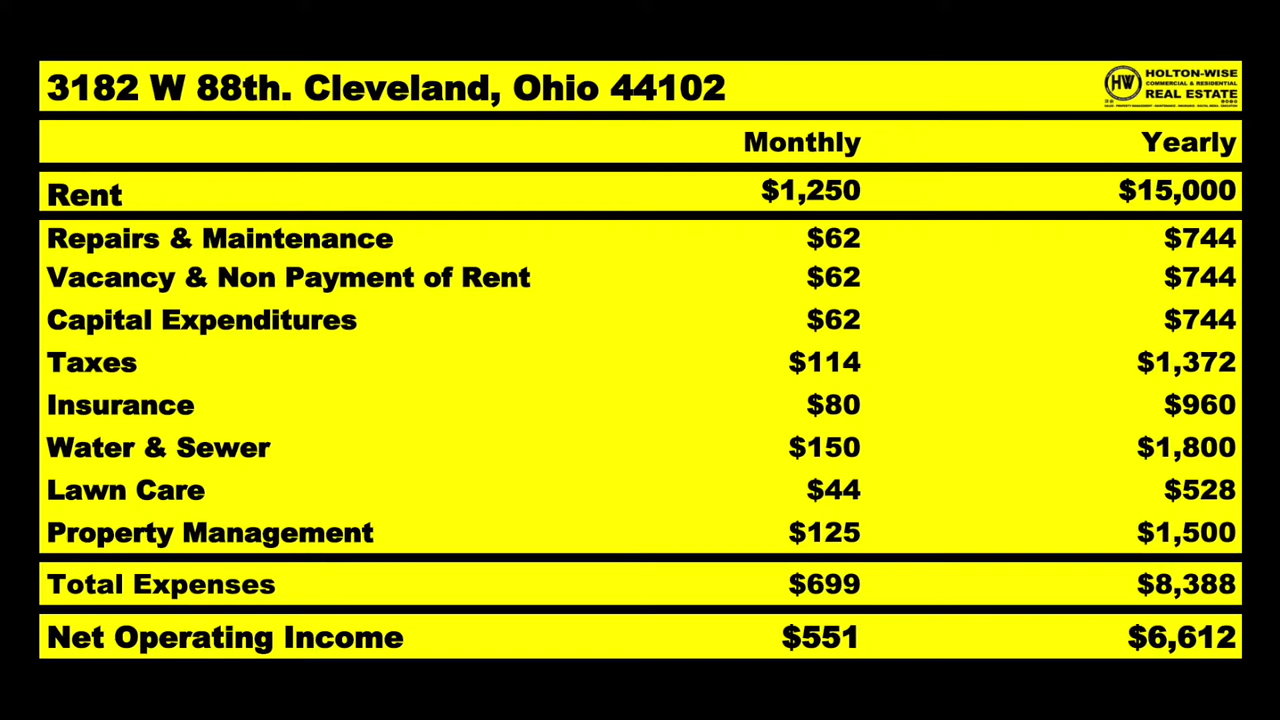 3182 W 88th. Cleveland, Ohio 44102
HW
HOLTON-WISE
COMMERCIAL & RESIDENTIAL
REAL ESTATE
Monthly Yearly
Rent $1,250 $15,000
Repairs & Maintenance $62 $744
Vacancy & Non Payment of Rent $62 $744
Capital Expenditures $62 $744
Taxes $114 $1,372
Insurance $80 $960
Water & Sewer $150 $1,800
Lawn Care $44 $528
Property Management $125 $1,500
Total Expenses $699 $8,388
Net Operating Income $551 $6,612